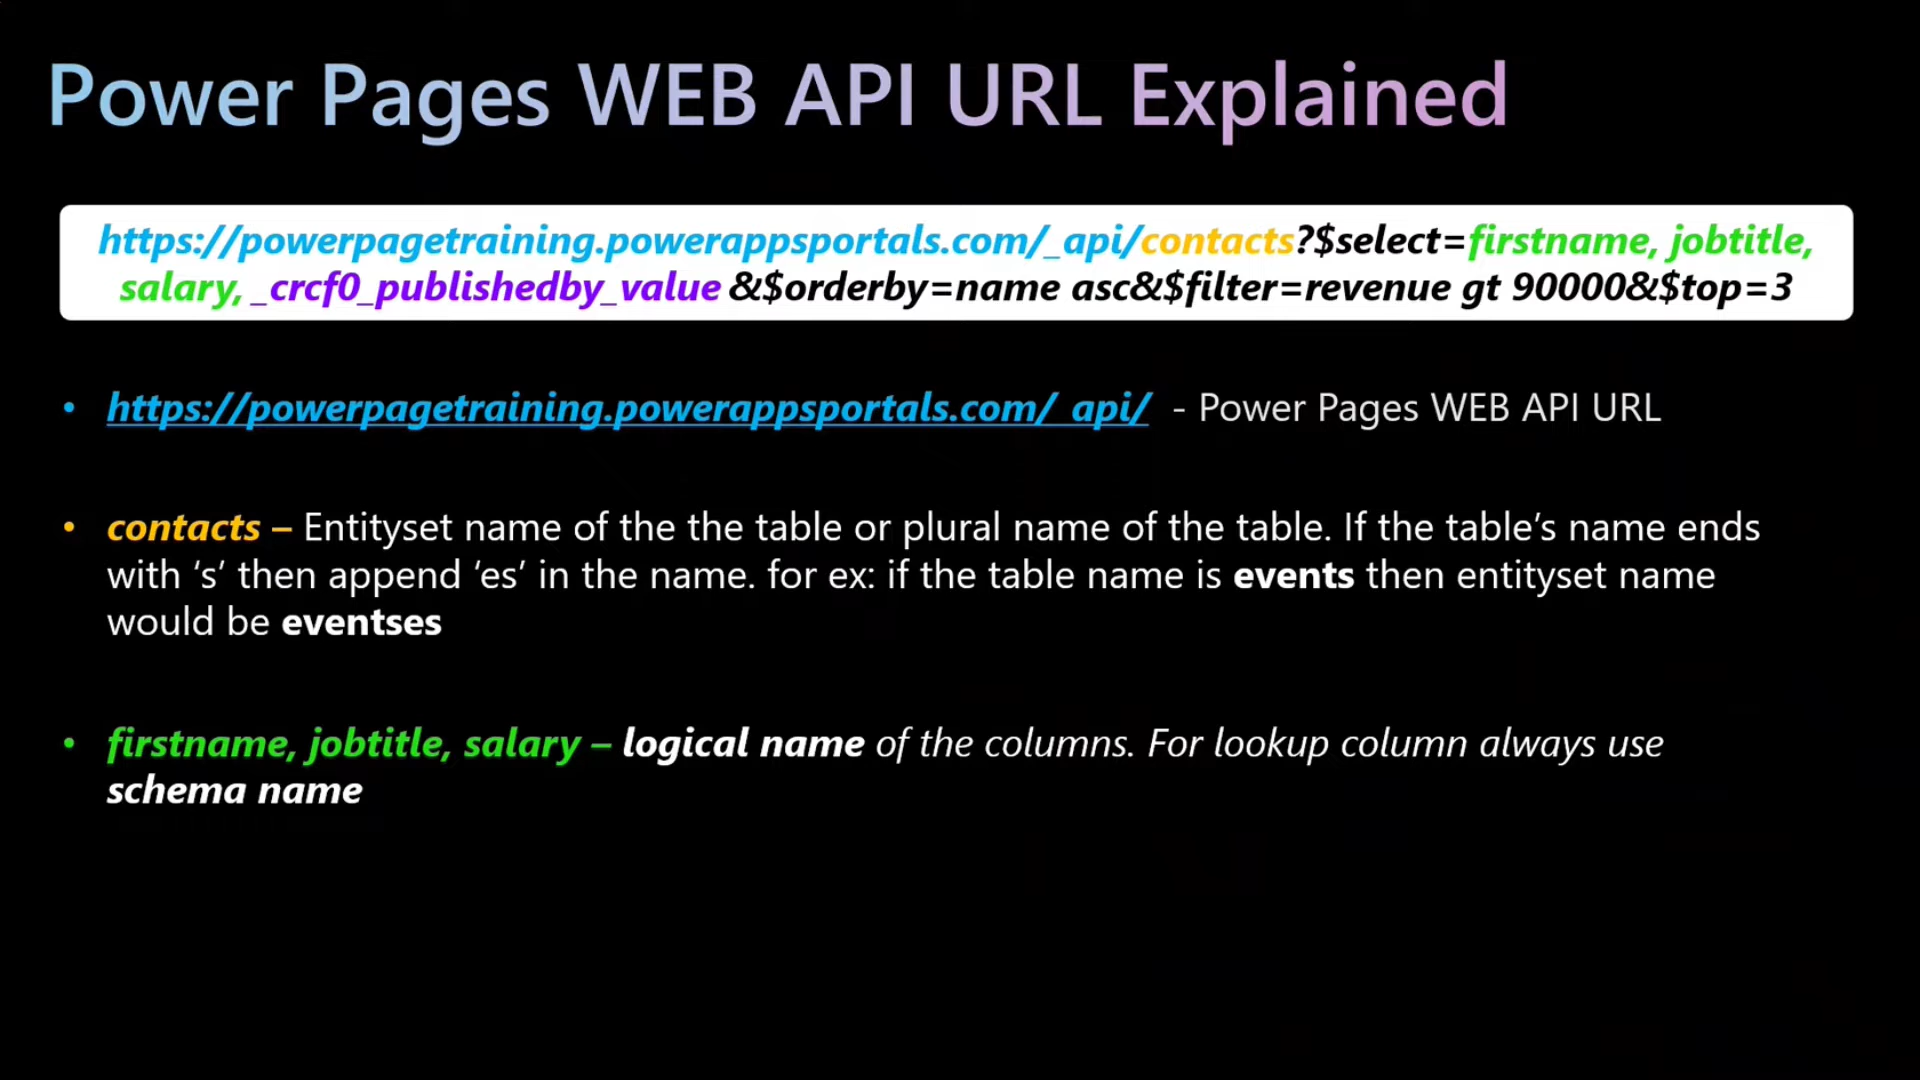 Power Pages WEB API URL Explained
https://powerpagetraining.powerappsportals.com/_api/contacts?$select=firstname, jobtitle,
salary, _crcf0_publishedby_value &$orderby=name asc&$filter=revenue gt 90000&$top=3
• https://powerpagetraining.powerappsportals.com/_api/ - Power Pages WEB API URL
• contacts – Entityset name of the the table or plural name of the table. If the table’s name ends
with ‘s’ then append ‘es’ in the name. for ex: if the table name is events then entityset name
would be eventses
• firstname, jobtitle, salary – logical name of the columns. For lookup column always use
schema name